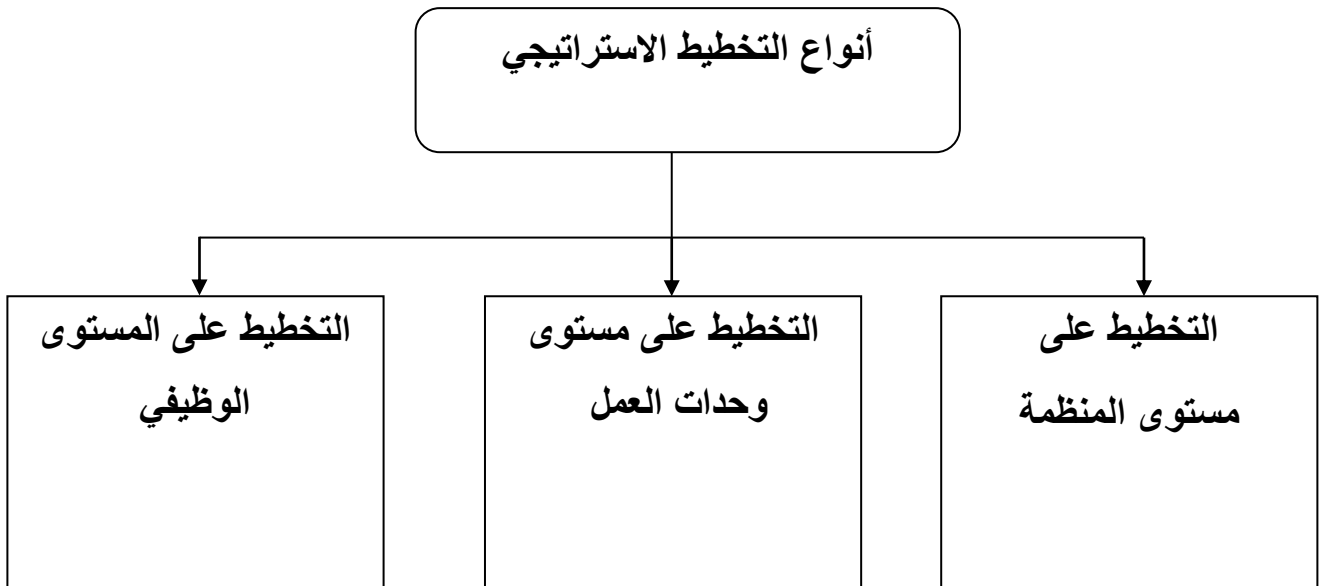 أنواع التخطيط الاستراتيجي
التخطيط على
مستوى المنظمة
التخطيط على مستوى
وحدات العمل
التخطيط على المستوى
الوظيفي